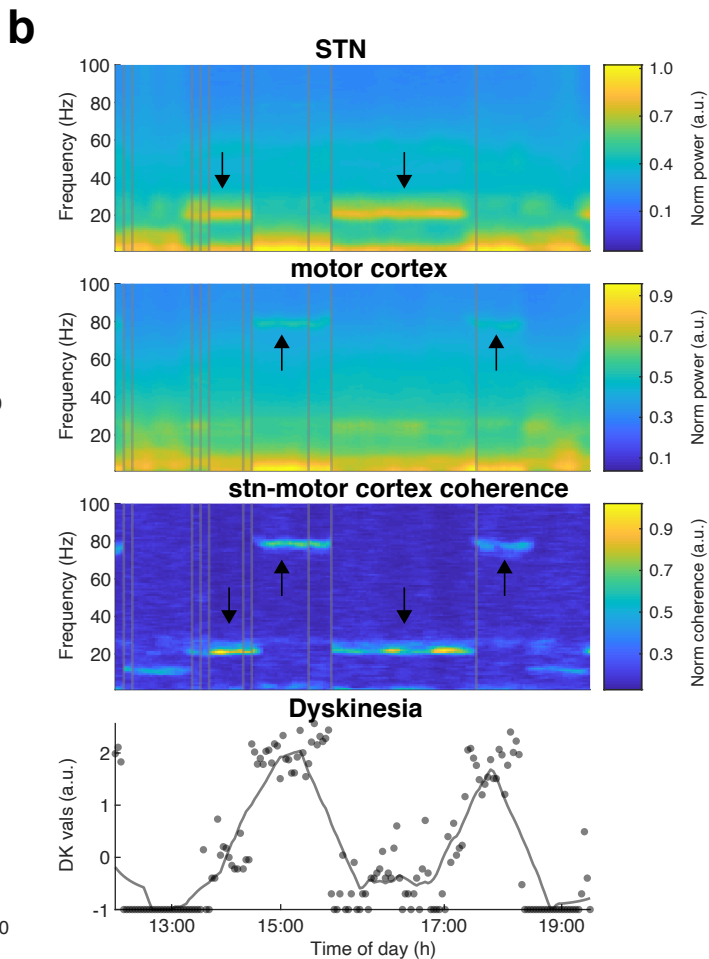 b
STN
100
80
60
40
20
Frequency (Hz)
1.0
0.7
0.4
0.1
Norm power (a.u.)
motor cortex
100
80
60
40
20
Frequency (Hz)
0.9
0.7
0.5
0.3
0.1
Norm power (a.u.)
stn-motor cortex coherence
100
80
60
40
20
Frequency (Hz)
0.9
0.7
0.5
0.3
Norm coherence (a.u.)
Dyskinesia
2
1
0
-1
DK vals (a.u.)
13:00 15:00 17:00 19:00
Time of day (h)
0